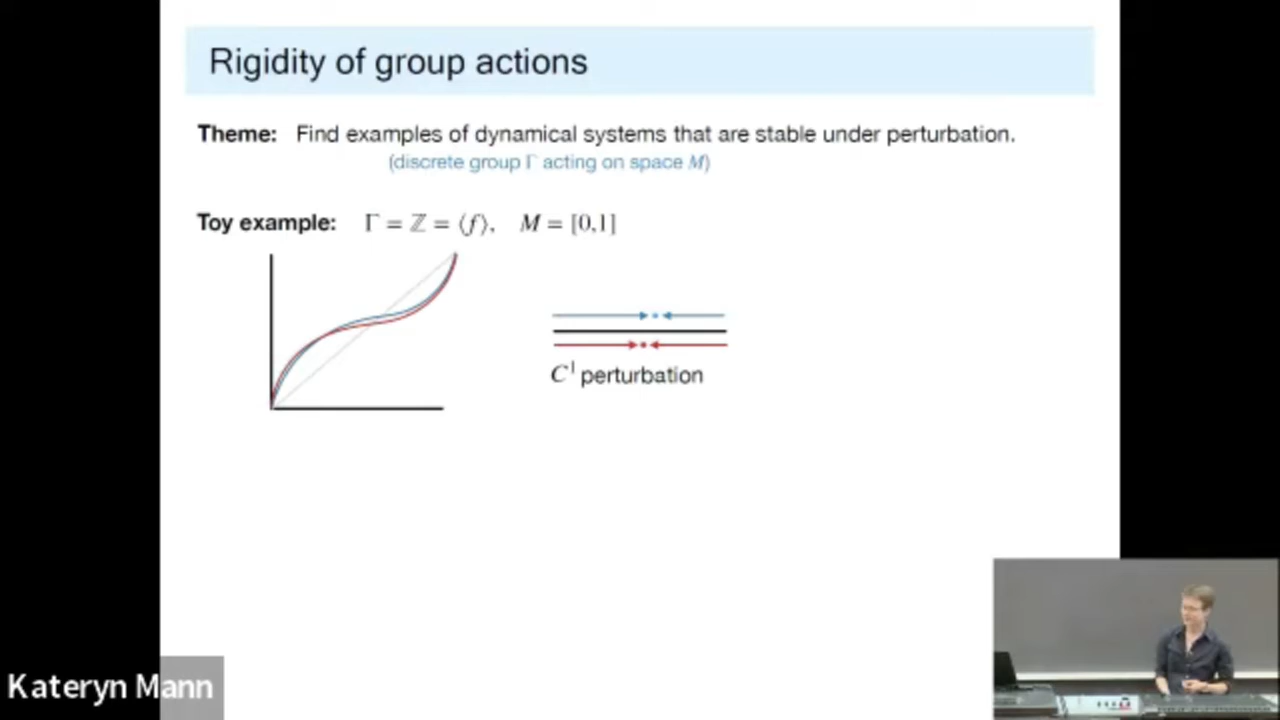 Rigidity of group actions
Theme: Find examples of dynamical systems that are stable under perturbation.
(discrete group Γ acting on space M)
Toy example: Γ = ℤ = ⟨f⟩, M = [0,1]
C¹ perturbation
Kateryn Mann